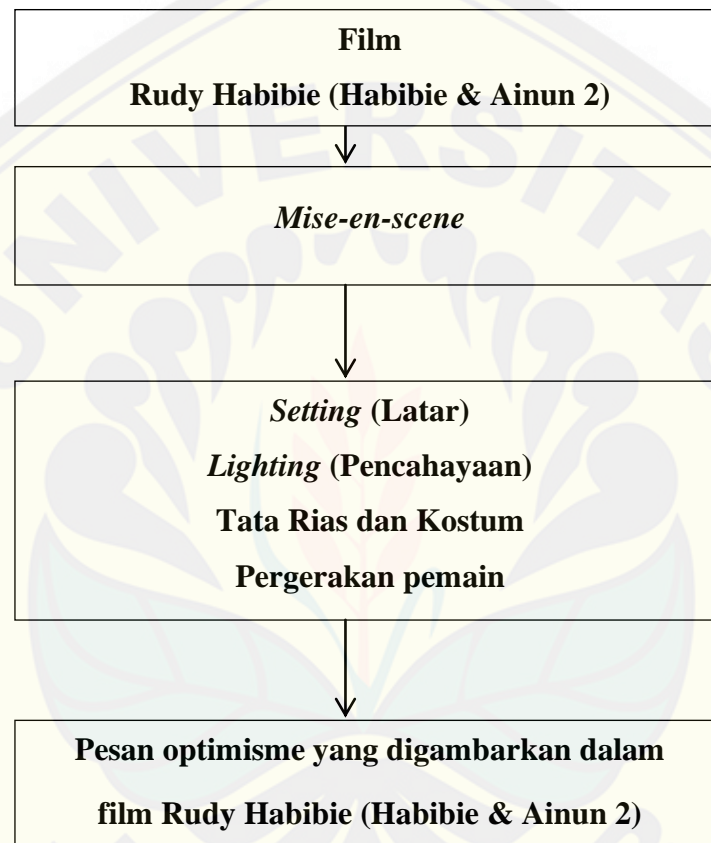 Film
Rudy Habibie (Habibie & Ainun 2)
Mise-en-scene
Setting (Latar)
Lighting (Pencahayaan)
Tata Rias dan Kostum
Pergerakan pemain
Pesan optimisme yang digambarkan dalam
film Rudy Habibie (Habibie & Ainun 2)
UNIVERSITAS